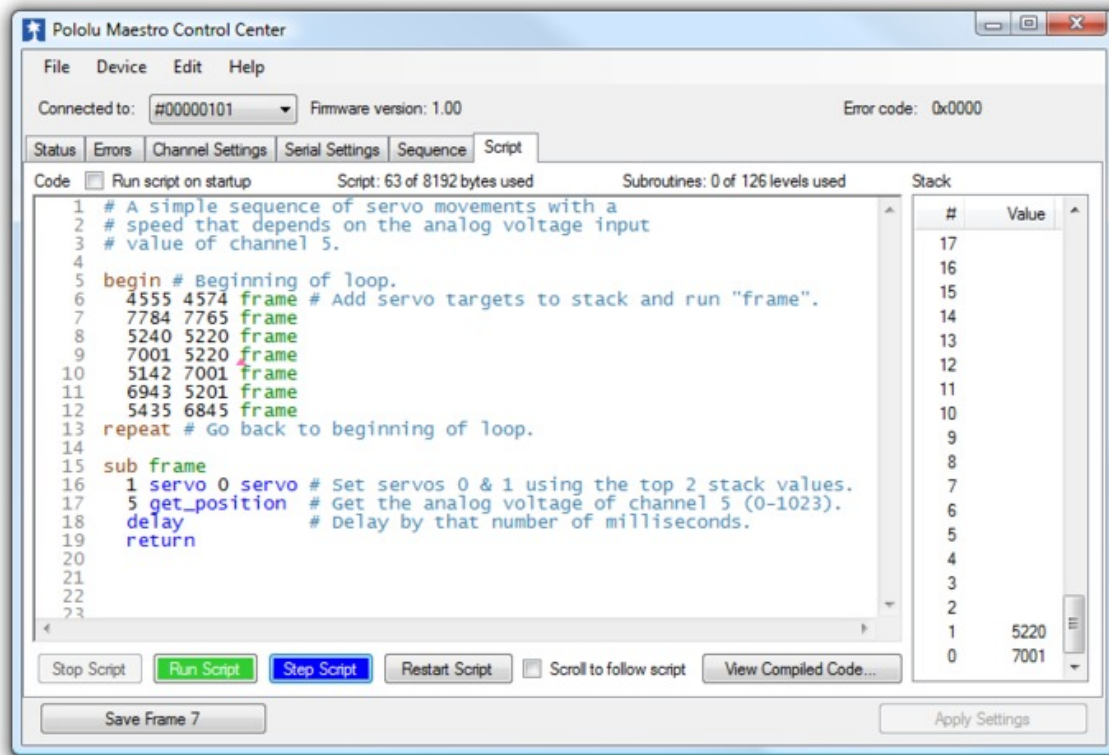 Pololu Maestro Control Center
File Device Edit Help
Connected to: #00000101 Firmware version: 1.00 Error code: 0x0000
Status Errors Channel Settings Serial Settings Sequence Script
Code Run script on startup Script: 63 of 8192 bytes used Subroutines: 0 of 126 levels used Stack
# Value
1 # A simple sequence of servo movements with a
2 # speed that depends on the analog voltage input
3 # value of channel 5.
4
5 begin # Beginning of loop.
6 4555 4574 frame # Add servo targets to stack and run "frame".
7 7784 7765 frame
8 5240 5220 frame
9 7001 5220 frame
10 5142 7001 frame
11 6943 5201 frame
12 5435 6845 frame
13 repeat # Go back to beginning of loop.
14
15 sub frame
16 1 servo 0 servo # Set servos 0 & 1 using the top 2 stack values.
17 5 get_position # Get the analog voltage of channel 5 (0-1023).
18 delay # Delay by that number of milliseconds.
19 return
20
21
22
23
17
16
15
14
13
12
11
10
9
8
7
6
5
4
3
2
1 5220
0 7001
Stop Script Run Script Step Script Restart Script Scroll to follow script View Compiled Code...
Save Frame 7 Apply Settings